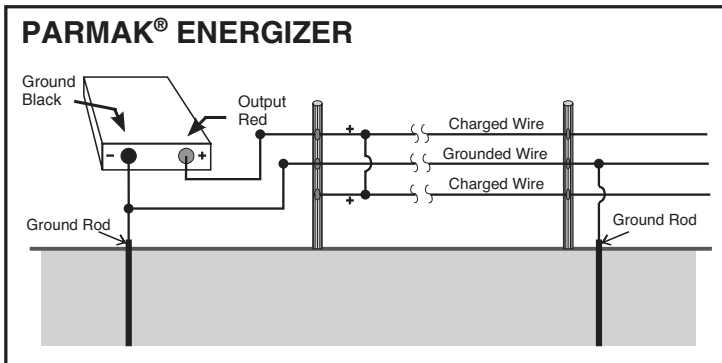 PARMAK® ENERGIZER
Ground
Black
Output
Red
− +
+ Charged Wire
Grounded Wire
+ Charged Wire
Ground Rod
Ground Rod